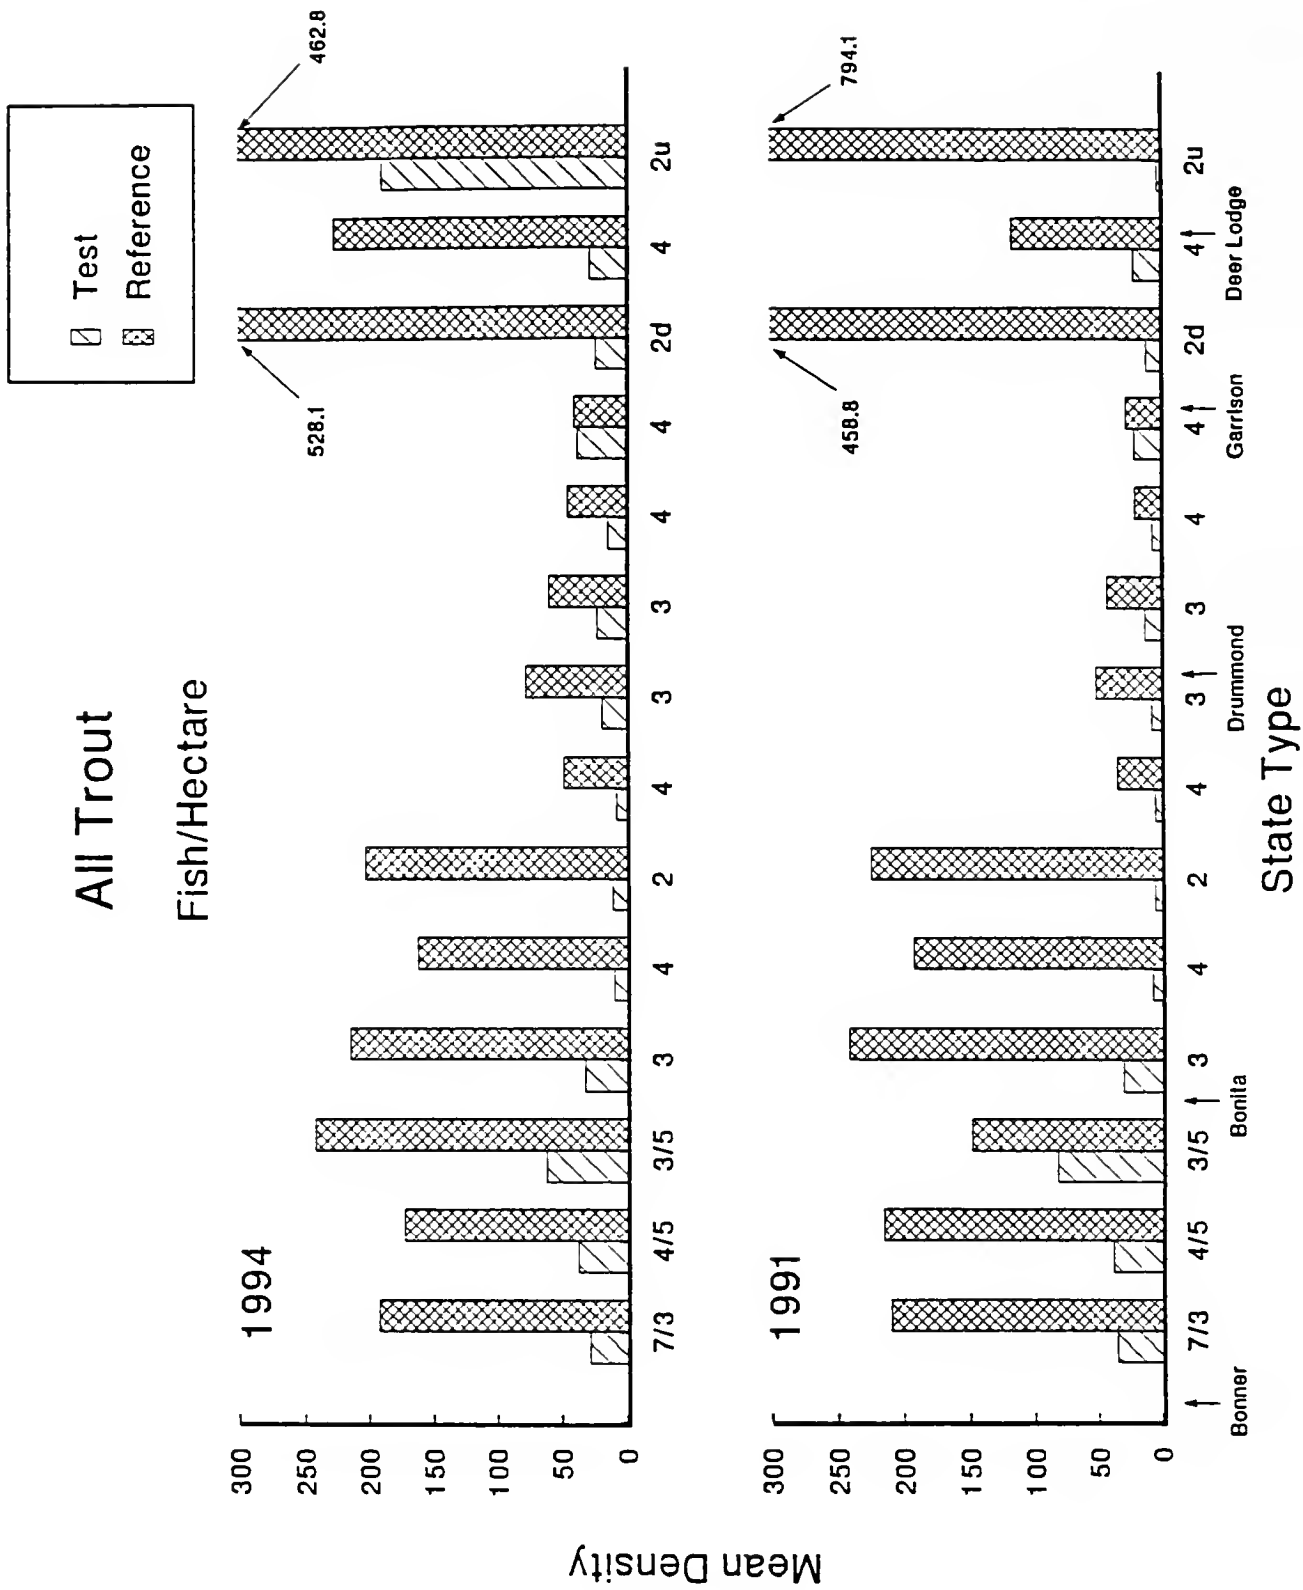 All Trout
Fish/Hectare
Test
Reference
1994
528.1
462.8
300
250
200
150
100
50
0
7/3 4/5 3/5 3 4 2 4 3 3 4 4 2d 4 2u
Mean Density
1991
458.8
794.1
300
250
200
150
100
50
0
7/3 4/5 3/5 3 4 2 4 3 3 4 4 2d 4 2u
Bonner Bonita Drummond Garrison Deer Lodge
State Type